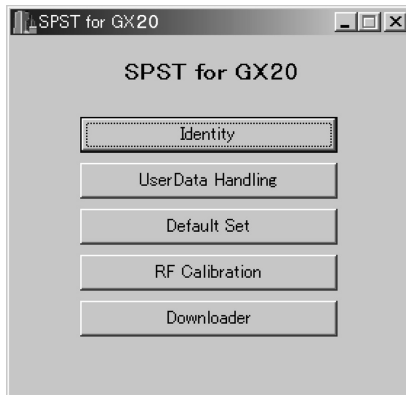 SPST for GX20
SPST for GX20
Identity
UserData Handling
Default Set
RF Calibration
Downloader